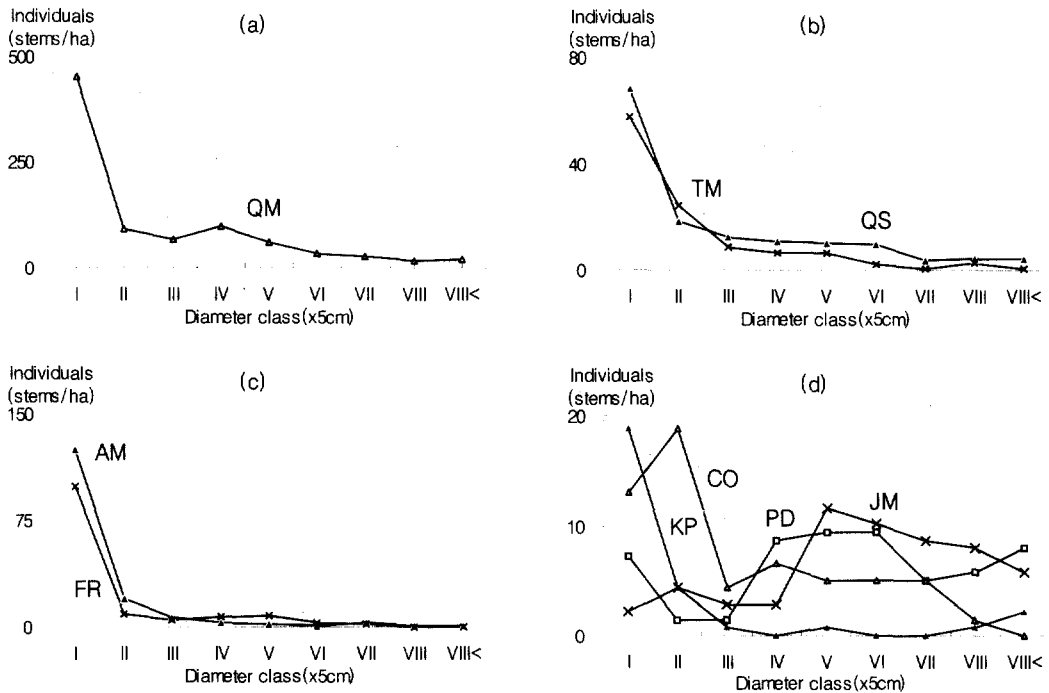 Individuals
(stems/ha)
(a)
500
250
0
QM
I II III IV V VI VII VIII VIII<
Diameter class(x5cm)
Individuals
(stems/ha)
(b)
80
40
0
TM
QS
I II III IV V VI VII VIII VIII<
Diameter class(x5cm)
Individuals
(stems/ha)
(c)
150
75
0
AM
FR
I II III IV V VI VII VIII VIII<
Diameter class(x5cm)
Individuals
(stems/ha)
(d)
20
10
0
CO
KP
PD
JM
I II III IV V VI VII VIII VIII<
Diameter class(x5cm)